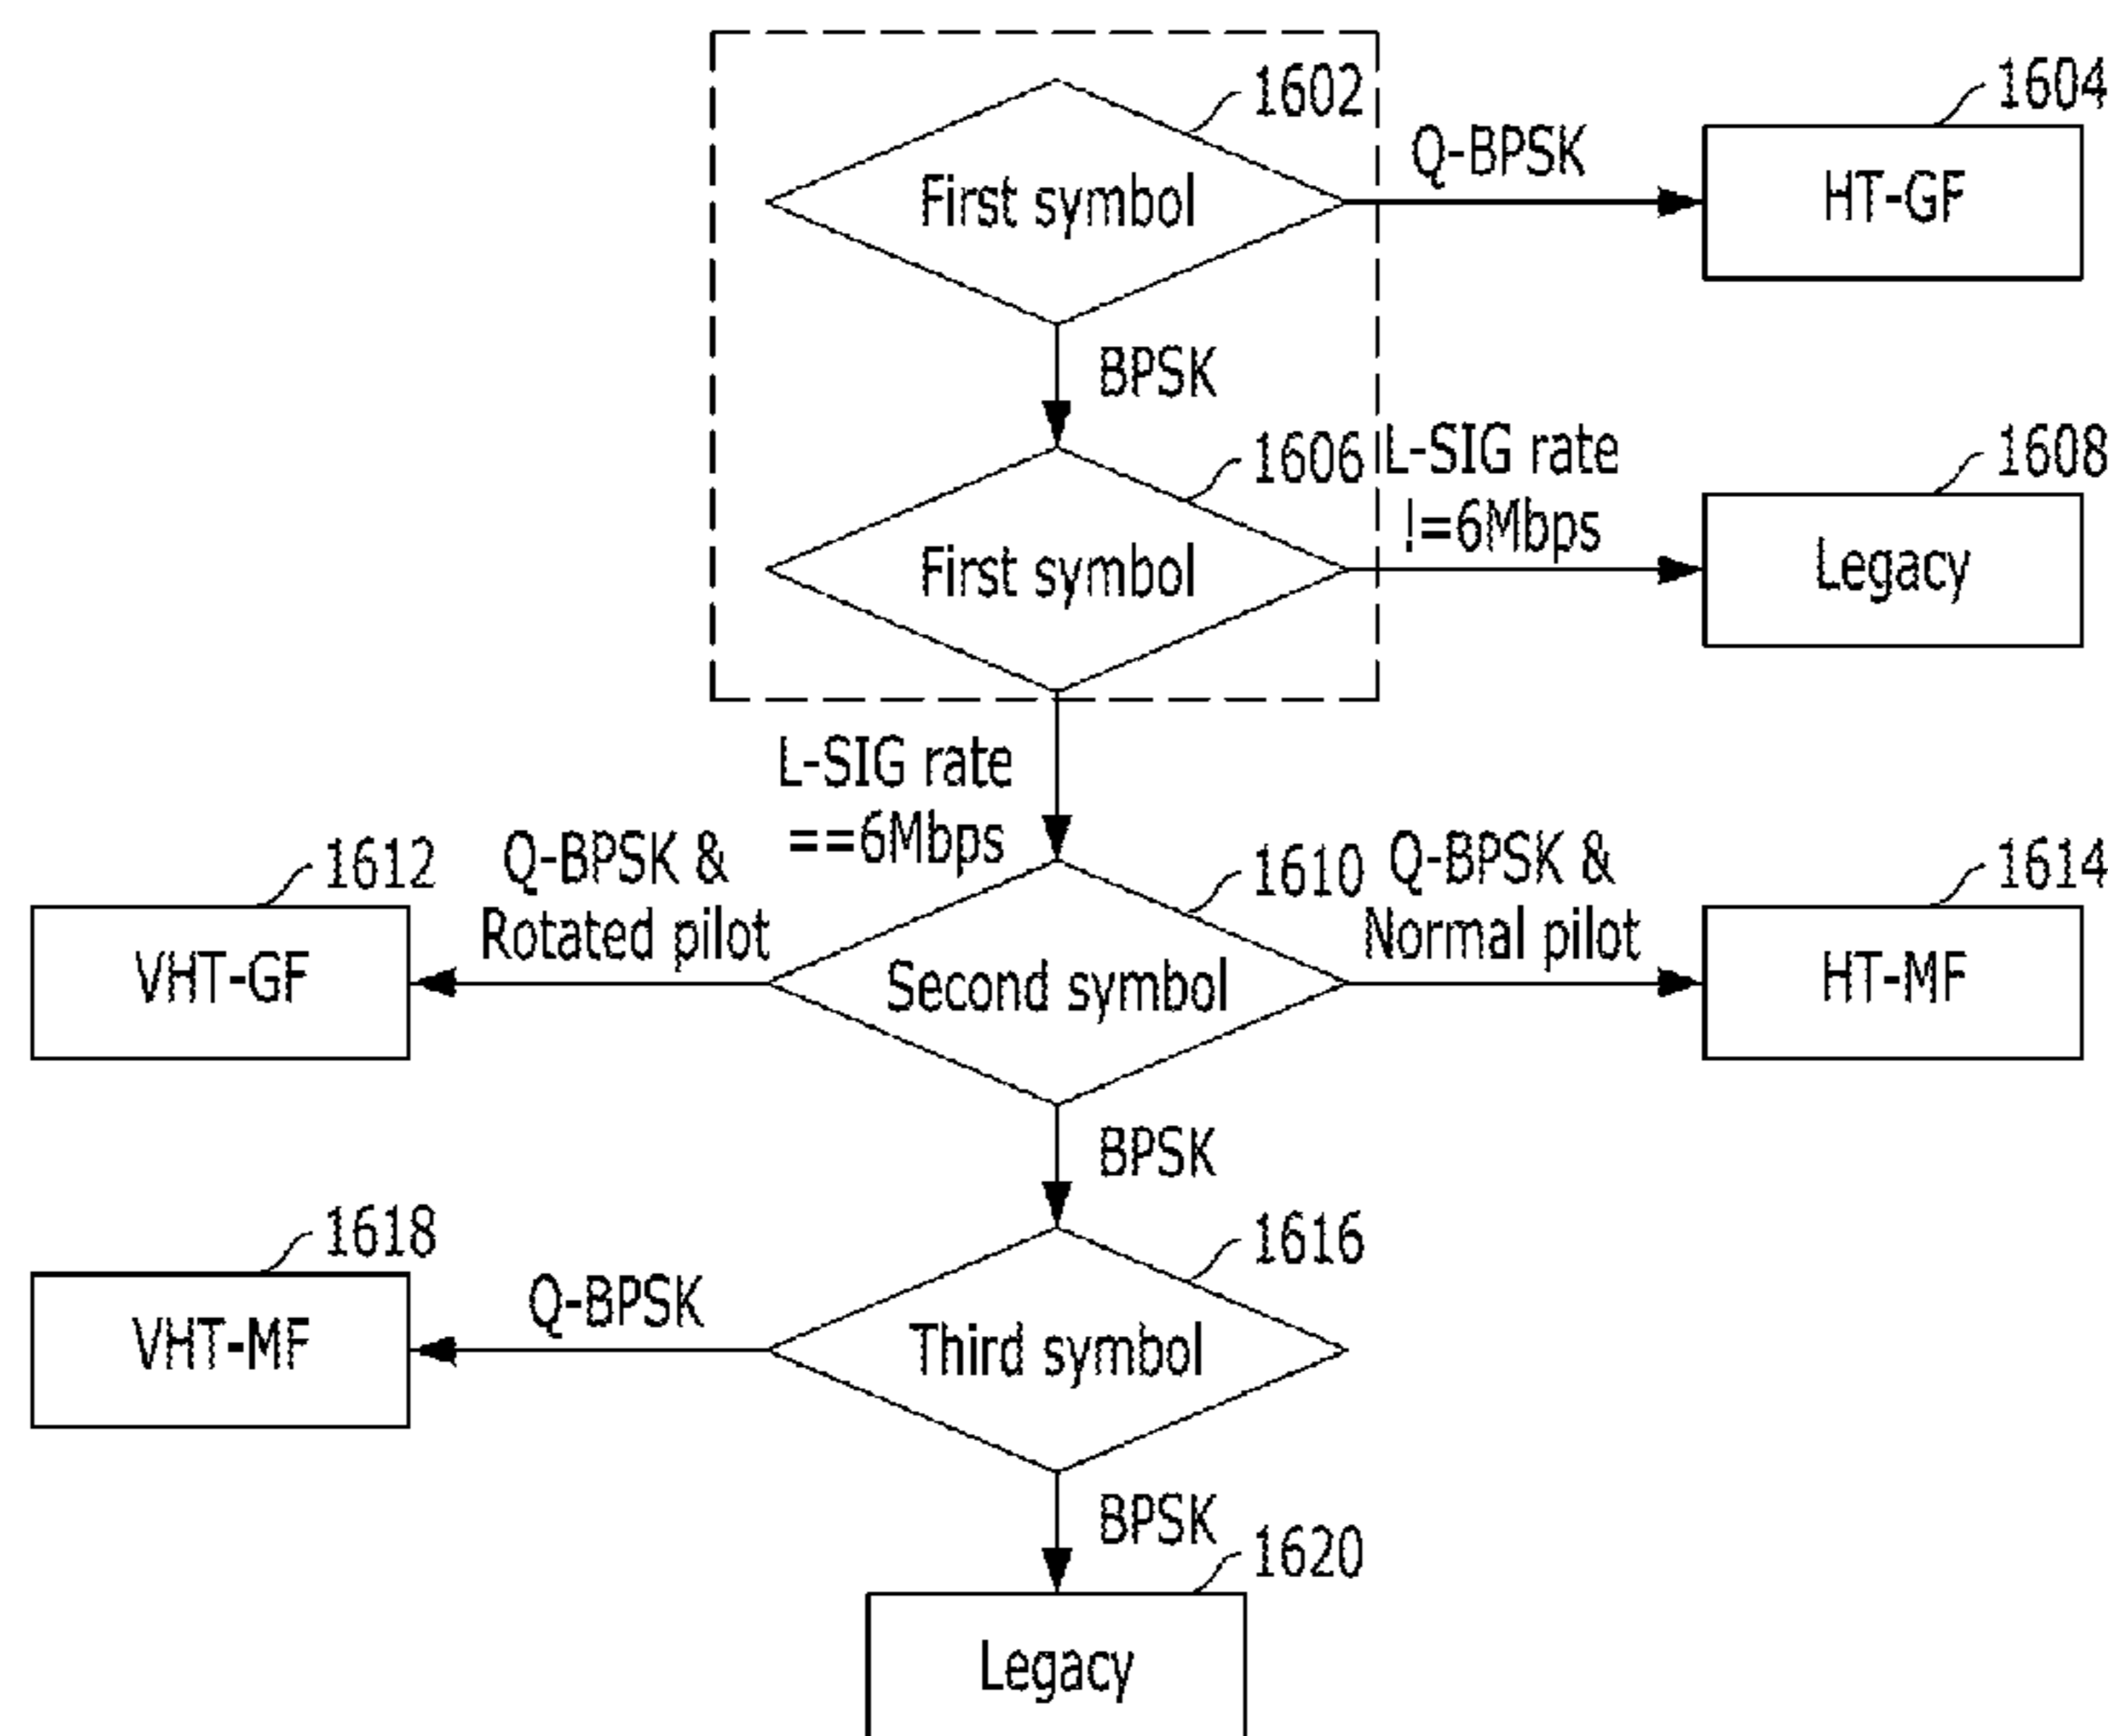 1602
1604
Q-BPSK
First symbol
HT-GF
BPSK
1606
L-SIG rate
!=6Mbps
1608
First symbol
Legacy
L-SIG rate
==6Mbps
1612
Q-BPSK &
Rotated pilot
1610
Q-BPSK &
Normal pilot
1614
VHT-GF
Second symbol
HT-MF
BPSK
1618
Q-BPSK
1616
VHT-MF
Third symbol
BPSK
1620
Legacy